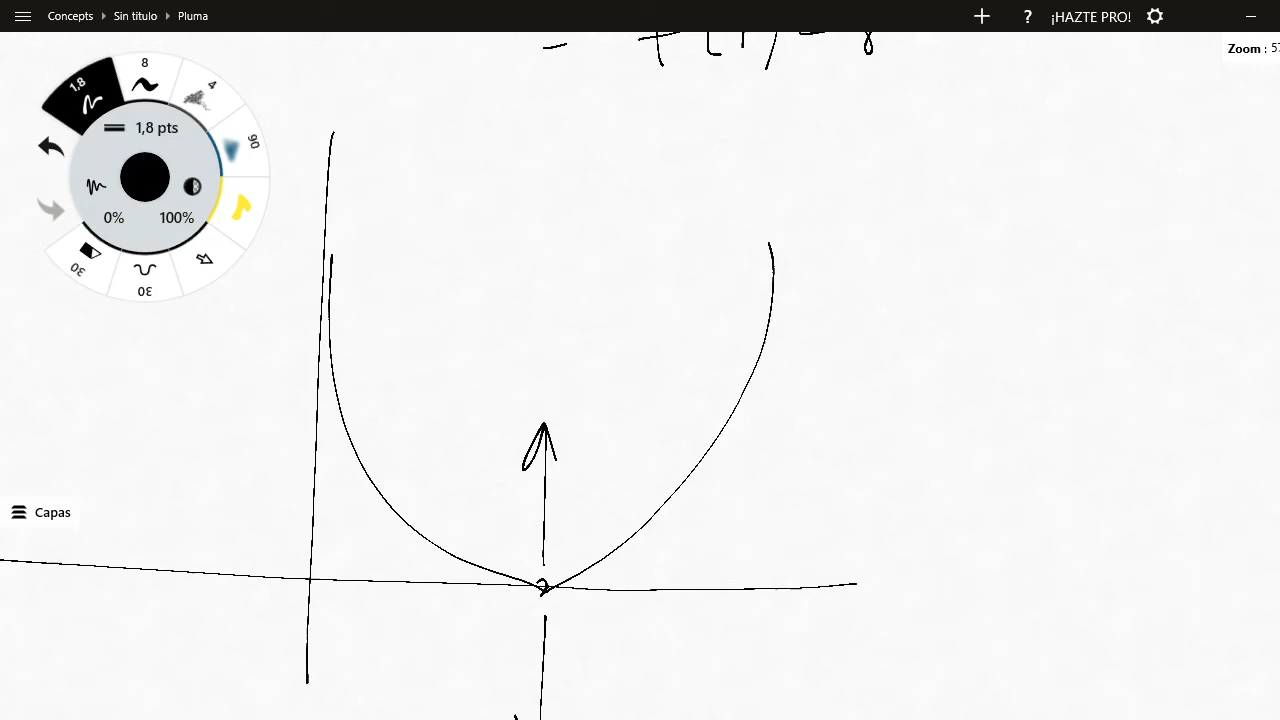 Concepts Sin título Pluma
? ¡HAZTE PRO!
Zoom : 57
8
1,8
4
1,8 pts
90
0% 100%
30
30
Capas